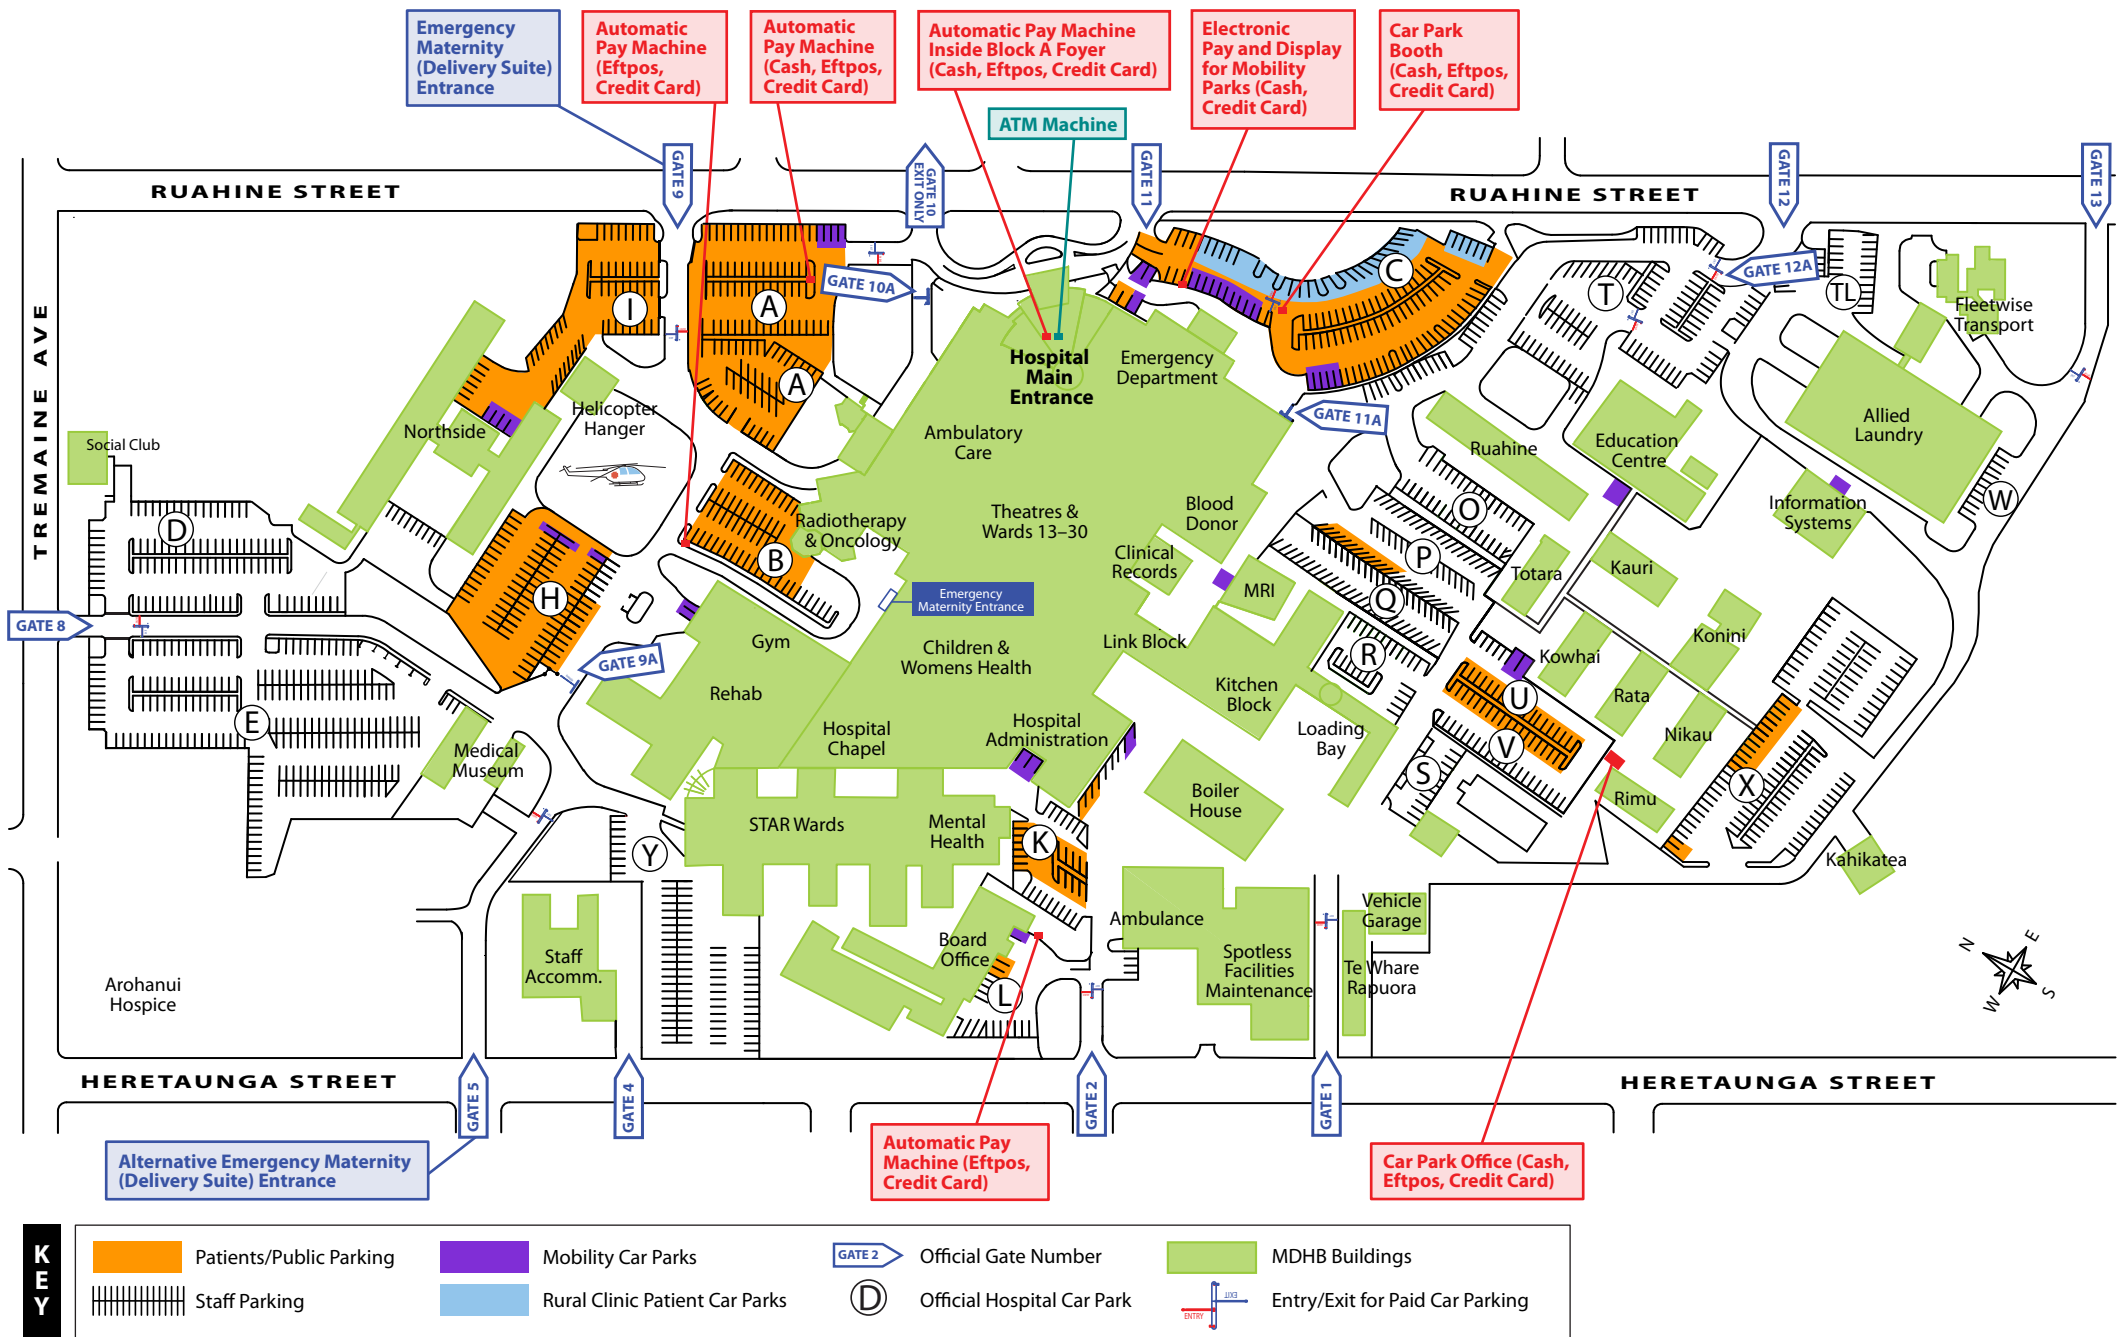 Emergency
Maternity
(Delivery Suite)
Entrance
Automatic
Pay Machine
(Eftpos,
Credit Card)
Automatic
Pay Machine
(Cash, Eftpos,
Credit Card)
Automatic Pay Machine
Inside Block A Foyer
(Cash, Eftpos, Credit Card)
Electronic
Pay and Display
for Mobility
Parks (Cash,
Credit Card)
Car Park
Booth
(Cash, Eftpos,
Credit Card)
ATM Machine
GATE 9
GATE 10
EXIT ONLY
GATE 11
GATE 12
GATE 13
RUAHINE STREET
RUAHINE STREET
TREMAINE AVE
GATE 10A
GATE 12A
I
A
A
C
T
TL
Fleetwise
Transport
Hospital
Main
Entrance
Emergency
Department
GATE 11A
Helicopter
Hanger
Northside
Social Club
Ambulatory
Care
Ruahine
Education
Centre
Allied
Laundry
D
Radiotherapy
& Oncology
Theatres &
Wards 13–30
Blood
Donor
O
Information
Systems
W
B
Clinical
Records
P
Totara
Kauri
H
Emergency
Maternity Entrance
MRI
Q
GATE 8
Gym
Children &
Womens Health
Link Block
R
Kowhai
Konini
GATE 9A
Rehab
Kitchen
Block
U
Rata
E
Hospital
Chapel
Hospital
Administration
Loading
Bay
V
Nikau
Medical
Museum
S
X
Boiler
House
Rimu
STAR Wards
Mental
Health
K
Y
Kahikatea
Ambulance
Vehicle
Garage
Staff
Accomm.
Board
Office
Spotless
Facilities
Maintenance
Te Whare
Rapuora
L
Arohanui
Hospice
N
E
S
W
HERETAUNGA STREET
HERETAUNGA STREET
GATE 5
GATE 4
GATE 2
GATE 1
Alternative Emergency Maternity
(Delivery Suite) Entrance
Automatic Pay
Machine (Eftpos,
Credit Card)
Car Park Office (Cash,
Eftpos, Credit Card)
KEY
Patients/Public Parking
Mobility Car Parks
GATE 2
Official Gate Number
MDHB Buildings
Staff Parking
Rural Clinic Patient Car Parks
D
Official Hospital Car Park
ENTRY
EXIT
Entry/Exit for Paid Car Parking